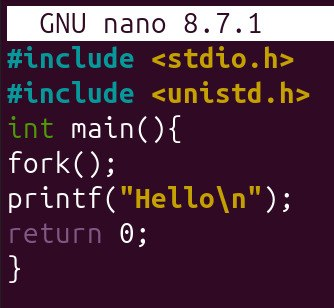 GNU nano 8.7.1
#include <stdio.h>
#include <unistd.h>
int main(){
fork();
printf("Hello\n");
return 0;
}